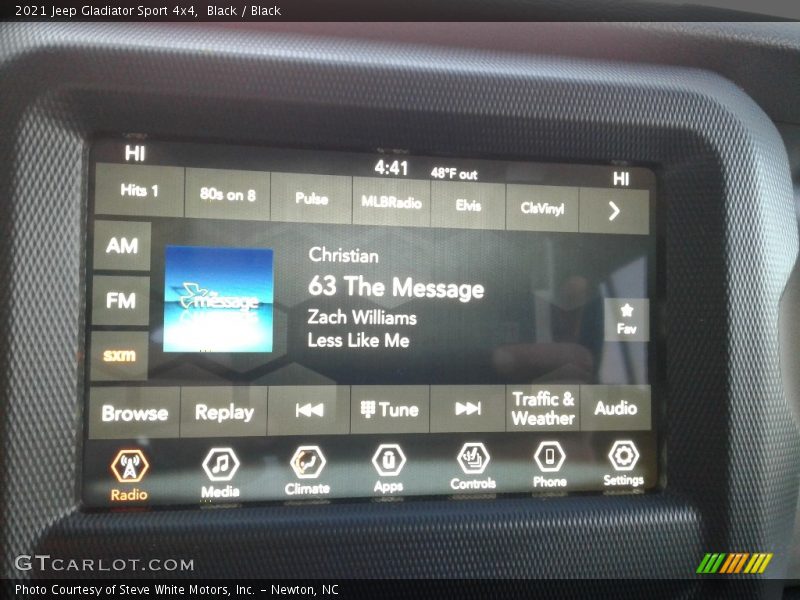 2021 Jeep Gladiator Sport 4x4, Black / Black
HI 4:41 48°F out HI
Hits 1 80s on 8 Pulse MLBRadio Elvis ClsVinyl
AM
FM
sxm
the message
Christian
63 The Message
Zach Williams
Less Like Me
Fav
Browse Replay Tune Traffic & Weather Audio
Radio Media Climate Apps Controls Phone Settings
GTCARLOT.COM
Photo Courtesy of Steve White Motors, Inc. – Newton, NC